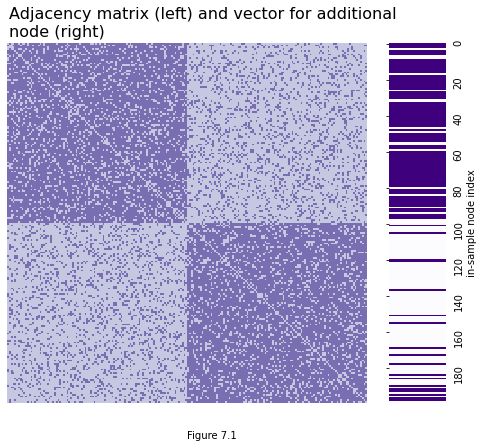 Adjacency matrix (left) and vector for additional
node (right)
0
20
40
60
80
100
120
140
160
180
in-sample node index
Figure 7.1